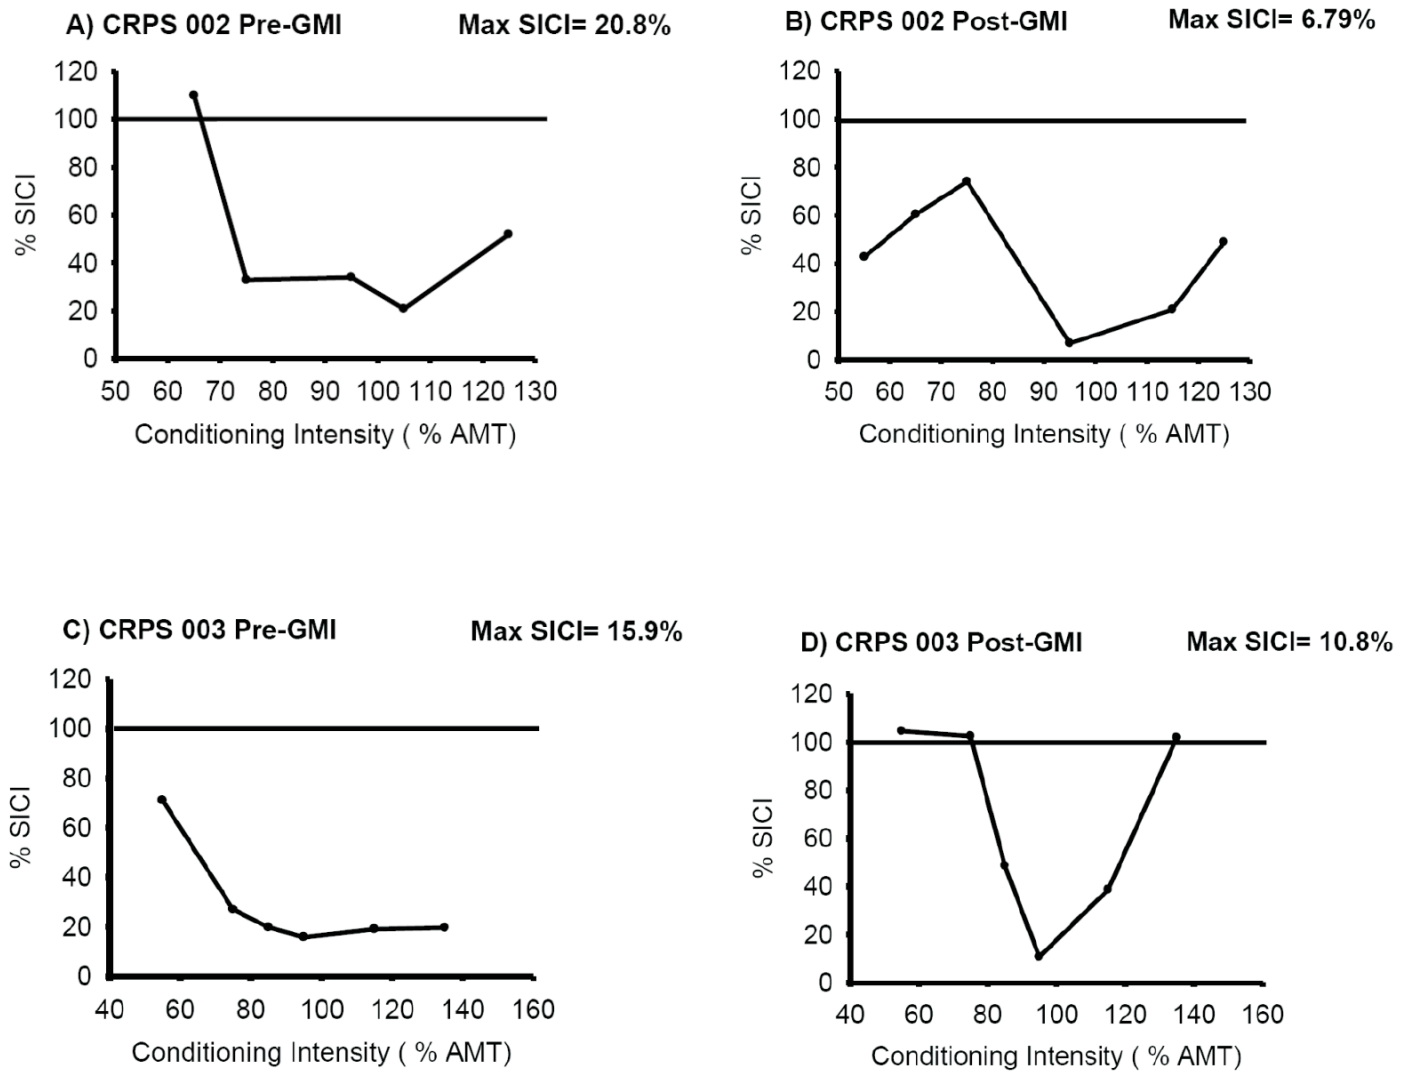 A) CRPS 002 Pre-GMI Max SICI= 20.8%
120
100
80
60
40
20
0
% SICI
50 60 70 80 90 100 110 120 130
Conditioning Intensity ( % AMT)
B) CRPS 002 Post-GMI Max SICI= 6.79%
120
100
80
60
40
20
0
% SICI
50 60 70 80 90 100 110 120 130
Conditioning Intensity ( % AMT)
C) CRPS 003 Pre-GMI Max SICI= 15.9%
120
100
80
60
40
20
0
% SICI
40 60 80 100 120 140 160
Conditioning Intensity ( % AMT)
D) CRPS 003 Post-GMI Max SICI= 10.8%
120
100
80
60
40
20
0
% SICI
40 60 80 100 120 140 160
Conditioning Intensity ( % AMT)